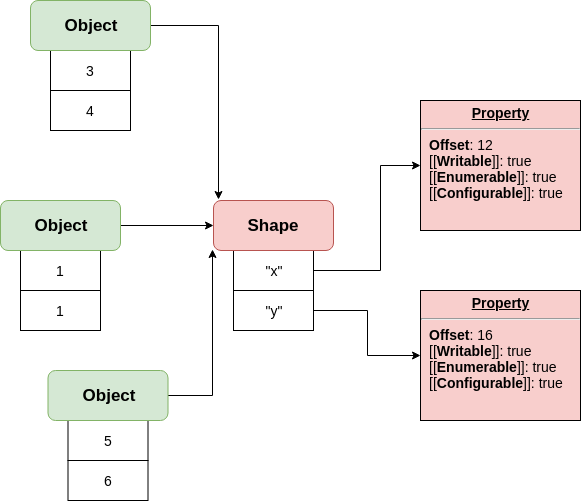 Object
3
4
Object
1
1
Object
5
6
Shape
"x"
"y"
Property
Offset: 12
[[Writable]]: true
[[Enumerable]]: true
[[Configurable]]: true
Property
Offset: 16
[[Writable]]: true
[[Enumerable]]: true
[[Configurable]]: true